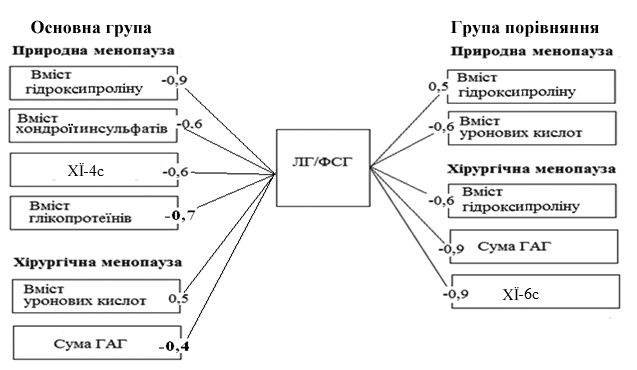 Основна група
Природна менопауза
Вміст
гідроксипроліну
-0,9
Вміст
хондроїтинсульфатів
-0,6
ХЇ-4с
-0,6
Вміст
глікопротеїнів
-0,7
Хірургічна менопауза
Вміст
уронових кислот
0,5
Сума ГАГ
-0,4
ЛГ/ФСГ
Група порівняння
Природна менопауза
0,5
Вміст
гідроксипроліну
-0,6
Вміст
уронових кислот
Хірургічна менопауза
-0,6
Вміст
гідроксипроліну
-0,9
Сума ГАГ
-0,9
ХЇ-6с